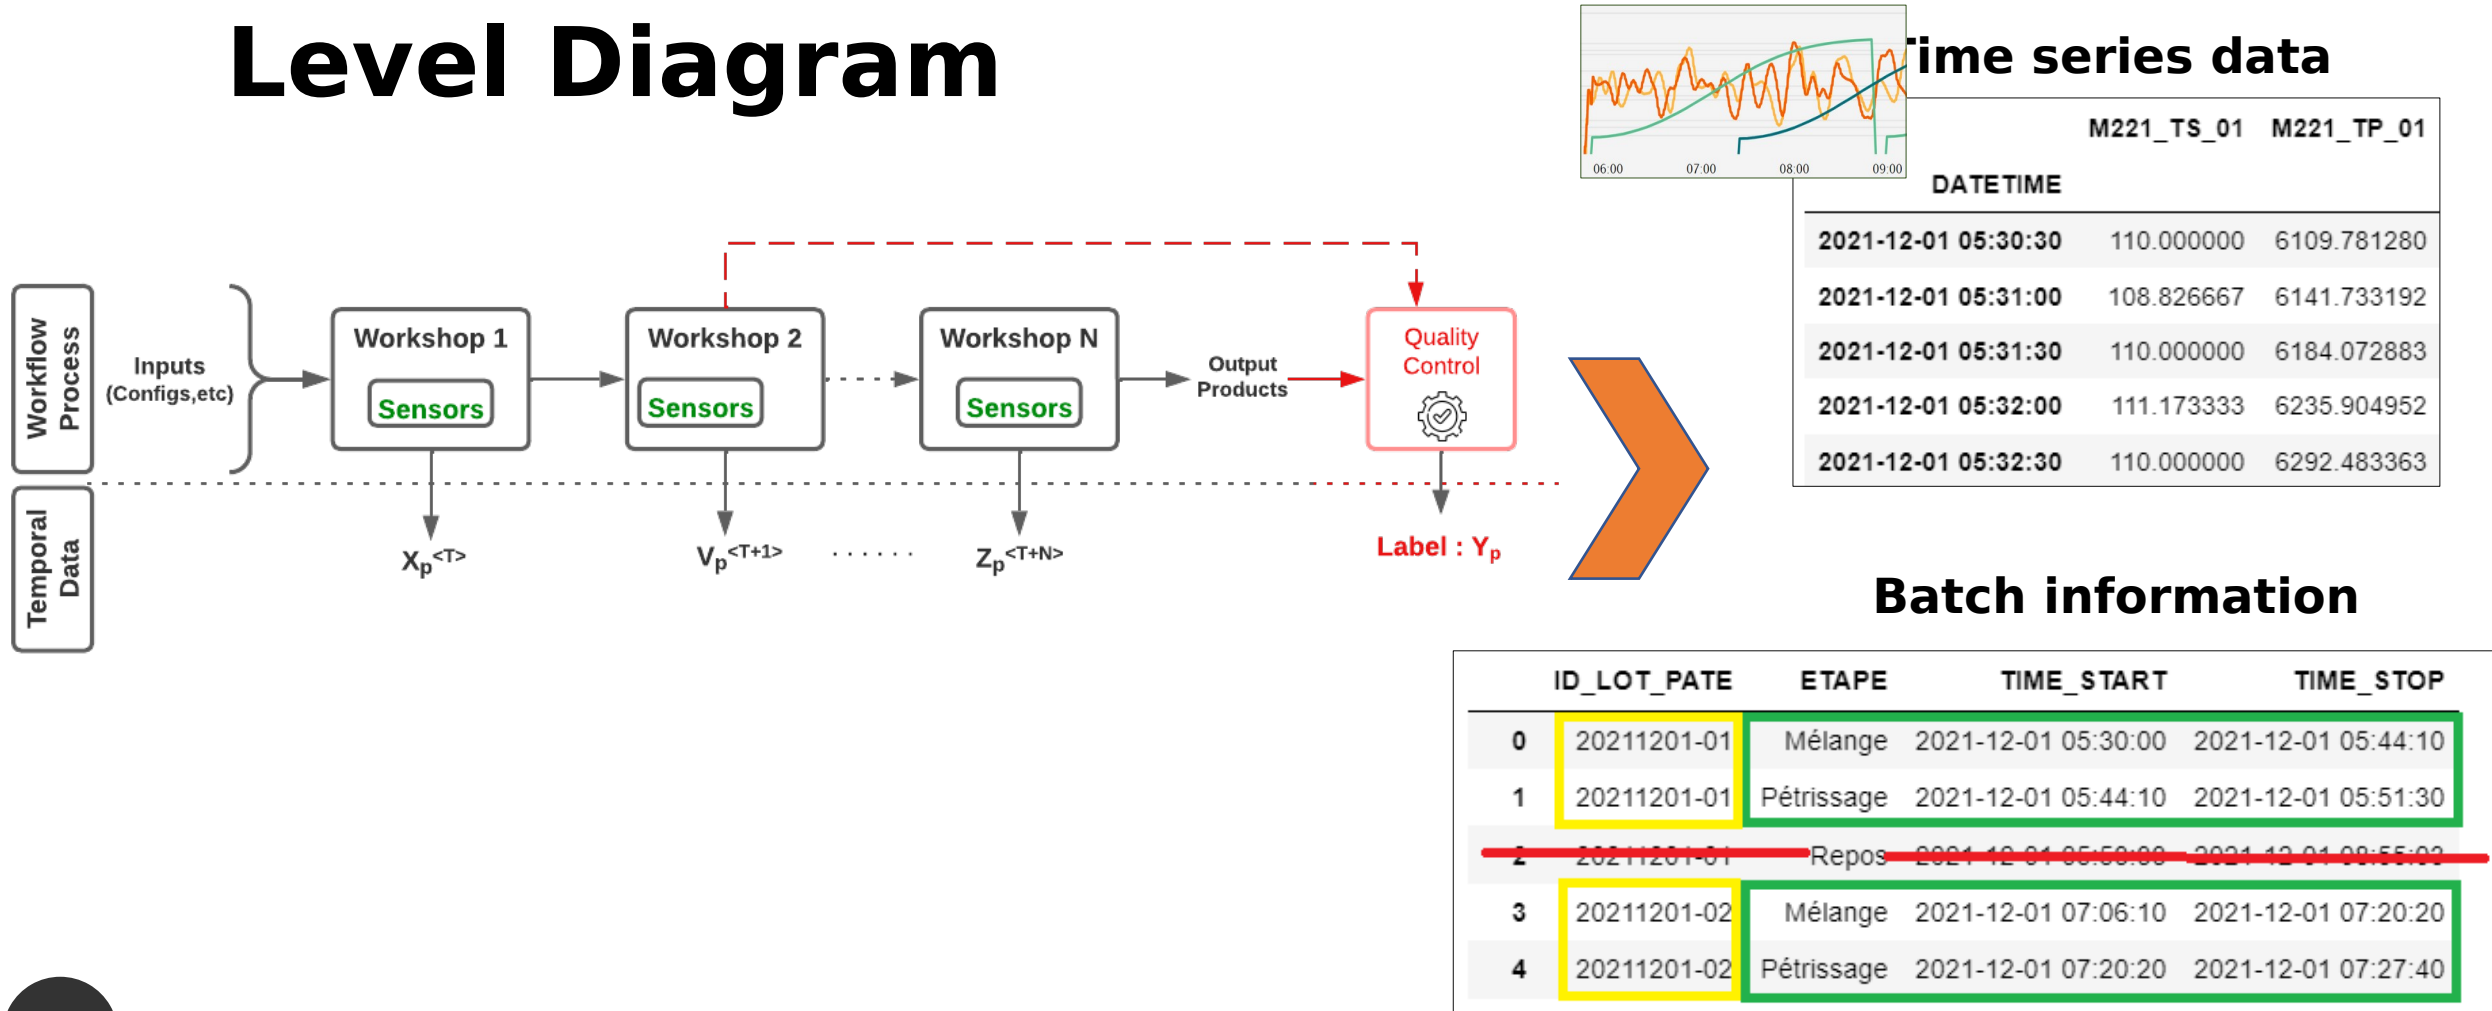 Level Diagram
Time series data
06:00 07:00 08:00 09:00
M221_TS_01 M221_TP_01
DATETIME
2021-12-01 05:30:30 110.000000 6109.781280
2021-12-01 05:31:00 108.826667 6141.733192
2021-12-01 05:31:30 110.000000 6184.072883
2021-12-01 05:32:00 111.173333 6235.904952
2021-12-01 05:32:30 110.000000 6292.483363
Workflow
Process
Inputs
(Configs,etc)
Workshop 1
Sensors
Workshop 2
Sensors
Workshop N
Sensors
Output
Products
Quality
Control
Temporal
Data
Xp<T>
Vp<T+1>
. . . . . .
Zp<T+N>
Label : Yp
Batch information
ID_LOT_PATE ETAPE TIME_START TIME_STOP
0 20211201-01 Mélange 2021-12-01 05:30:00 2021-12-01 05:44:10
1 20211201-01 Pétrissage 2021-12-01 05:44:10 2021-12-01 05:51:30
2 20211201-01 Repos
3 20211201-02 Mélange 2021-12-01 07:06:10 2021-12-01 07:20:20
4 20211201-02 Pétrissage 2021-12-01 07:20:20 2021-12-01 07:27:40